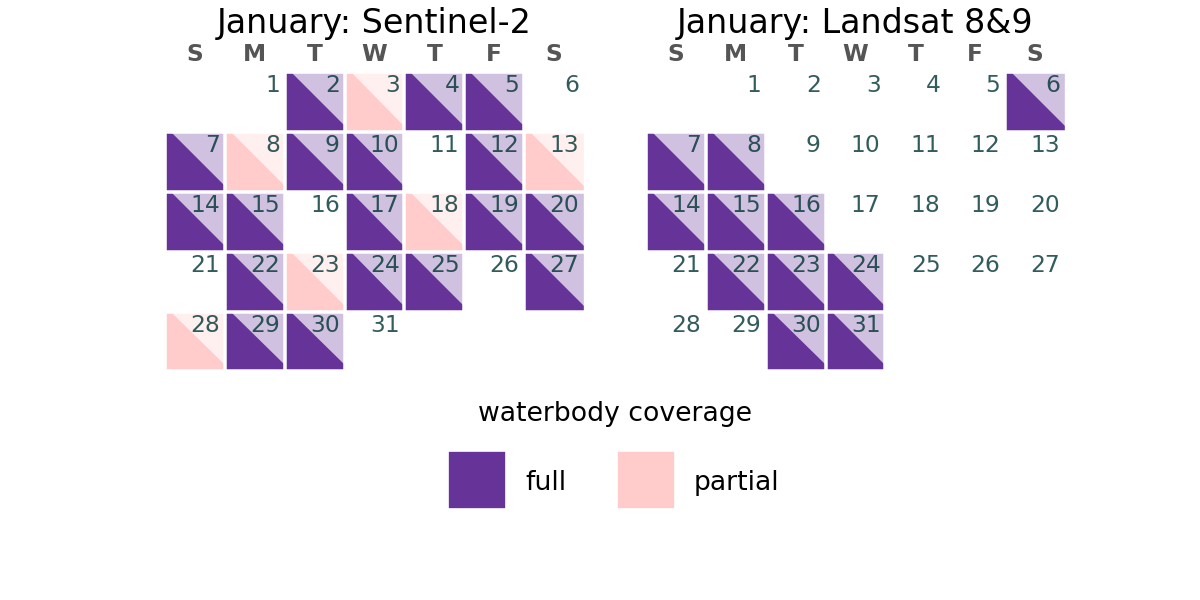 January: Sentinel-2
S M T W T F S
1 2 3 4 5 6
7 8 9 10 11 12 13
14 15 16 17 18 19 20
21 22 23 24 25 26 27
28 29 30 31
January: Landsat 8&9
S M T W T F S
1 2 3 4 5 6
7 8 9 10 11 12 13
14 15 16 17 18 19 20
21 22 23 24 25 26 27
28 29 30 31
waterbody coverage
full partial